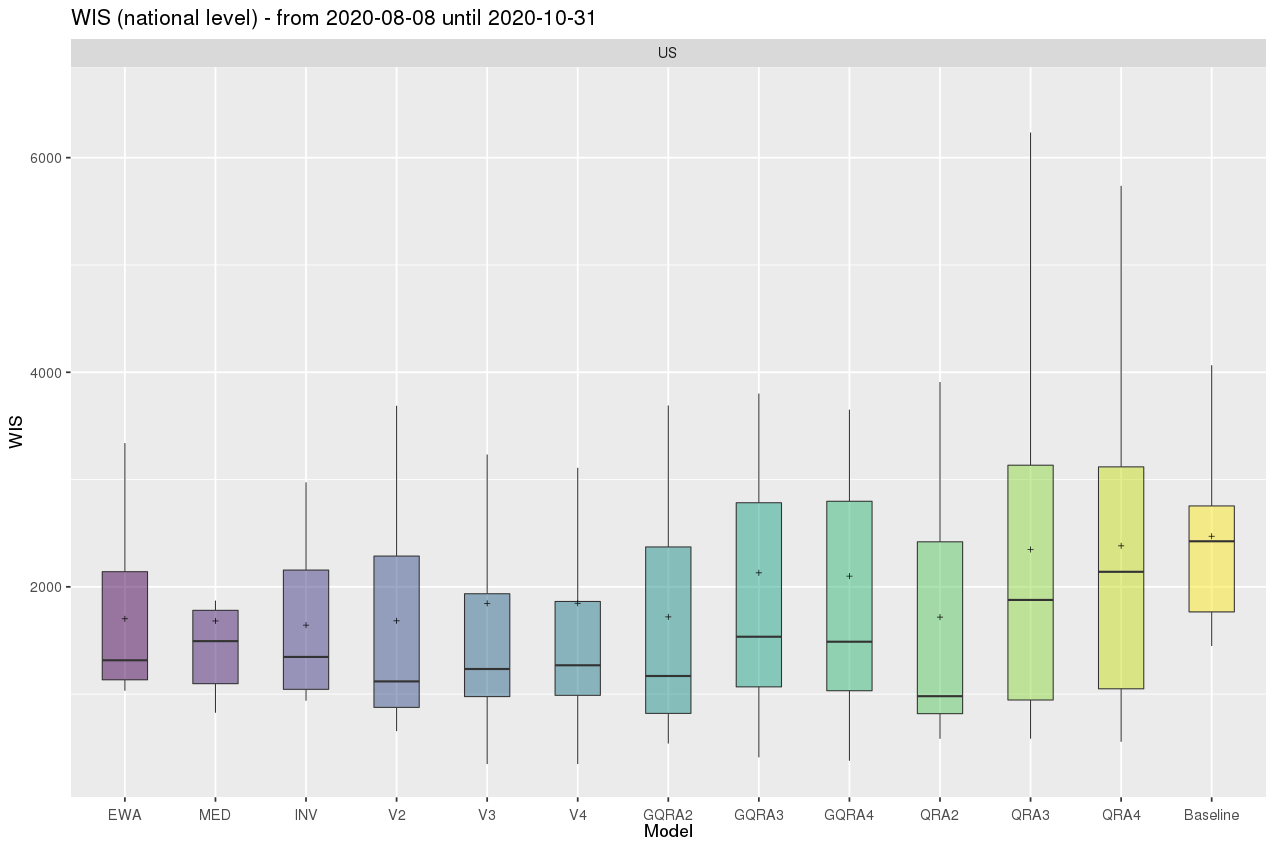 WIS (national level) - from 2020-08-08 until 2020-10-31
US
6000
4000
2000
WIS
EWA MED INV V2 V3 V4 GQRA2 GQRA3 GQRA4 QRA2 QRA3 QRA4 Baseline
Model